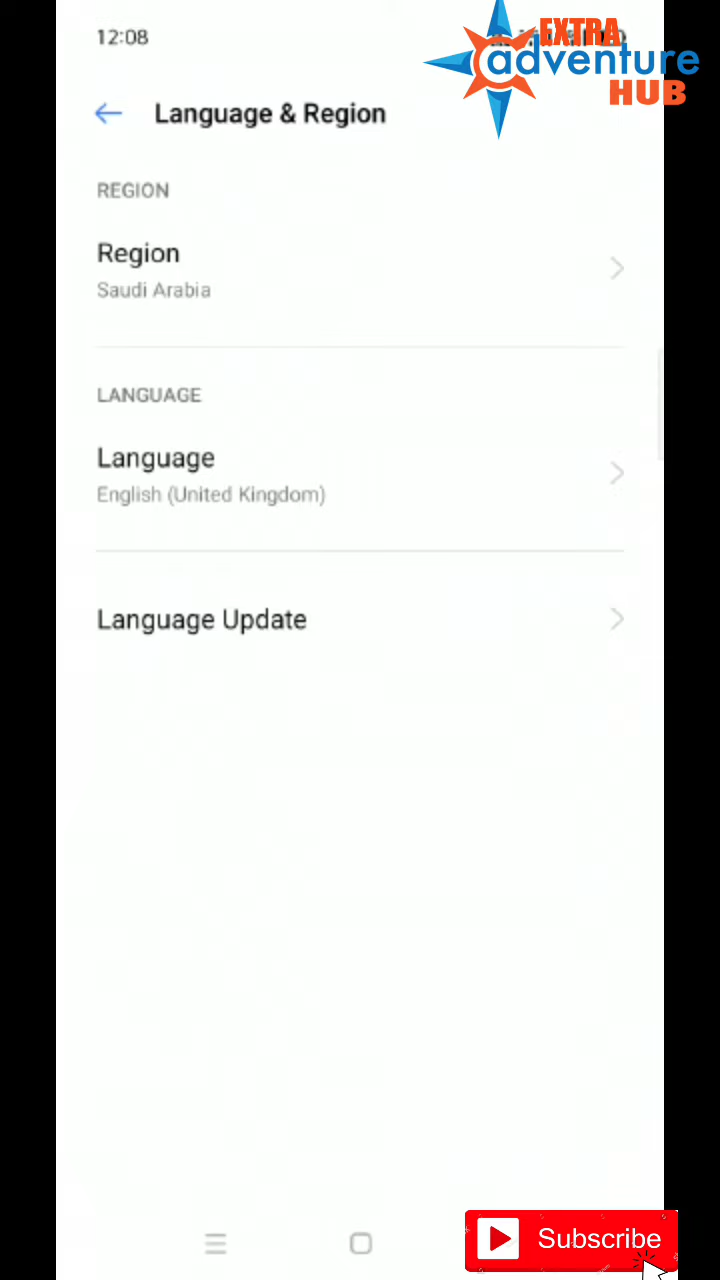 12:08
EXTRA
adventure
HUB
Language & Region
REGION
Region
Saudi Arabia
LANGUAGE
Language
English (United Kingdom)
Language Update
Subscribe